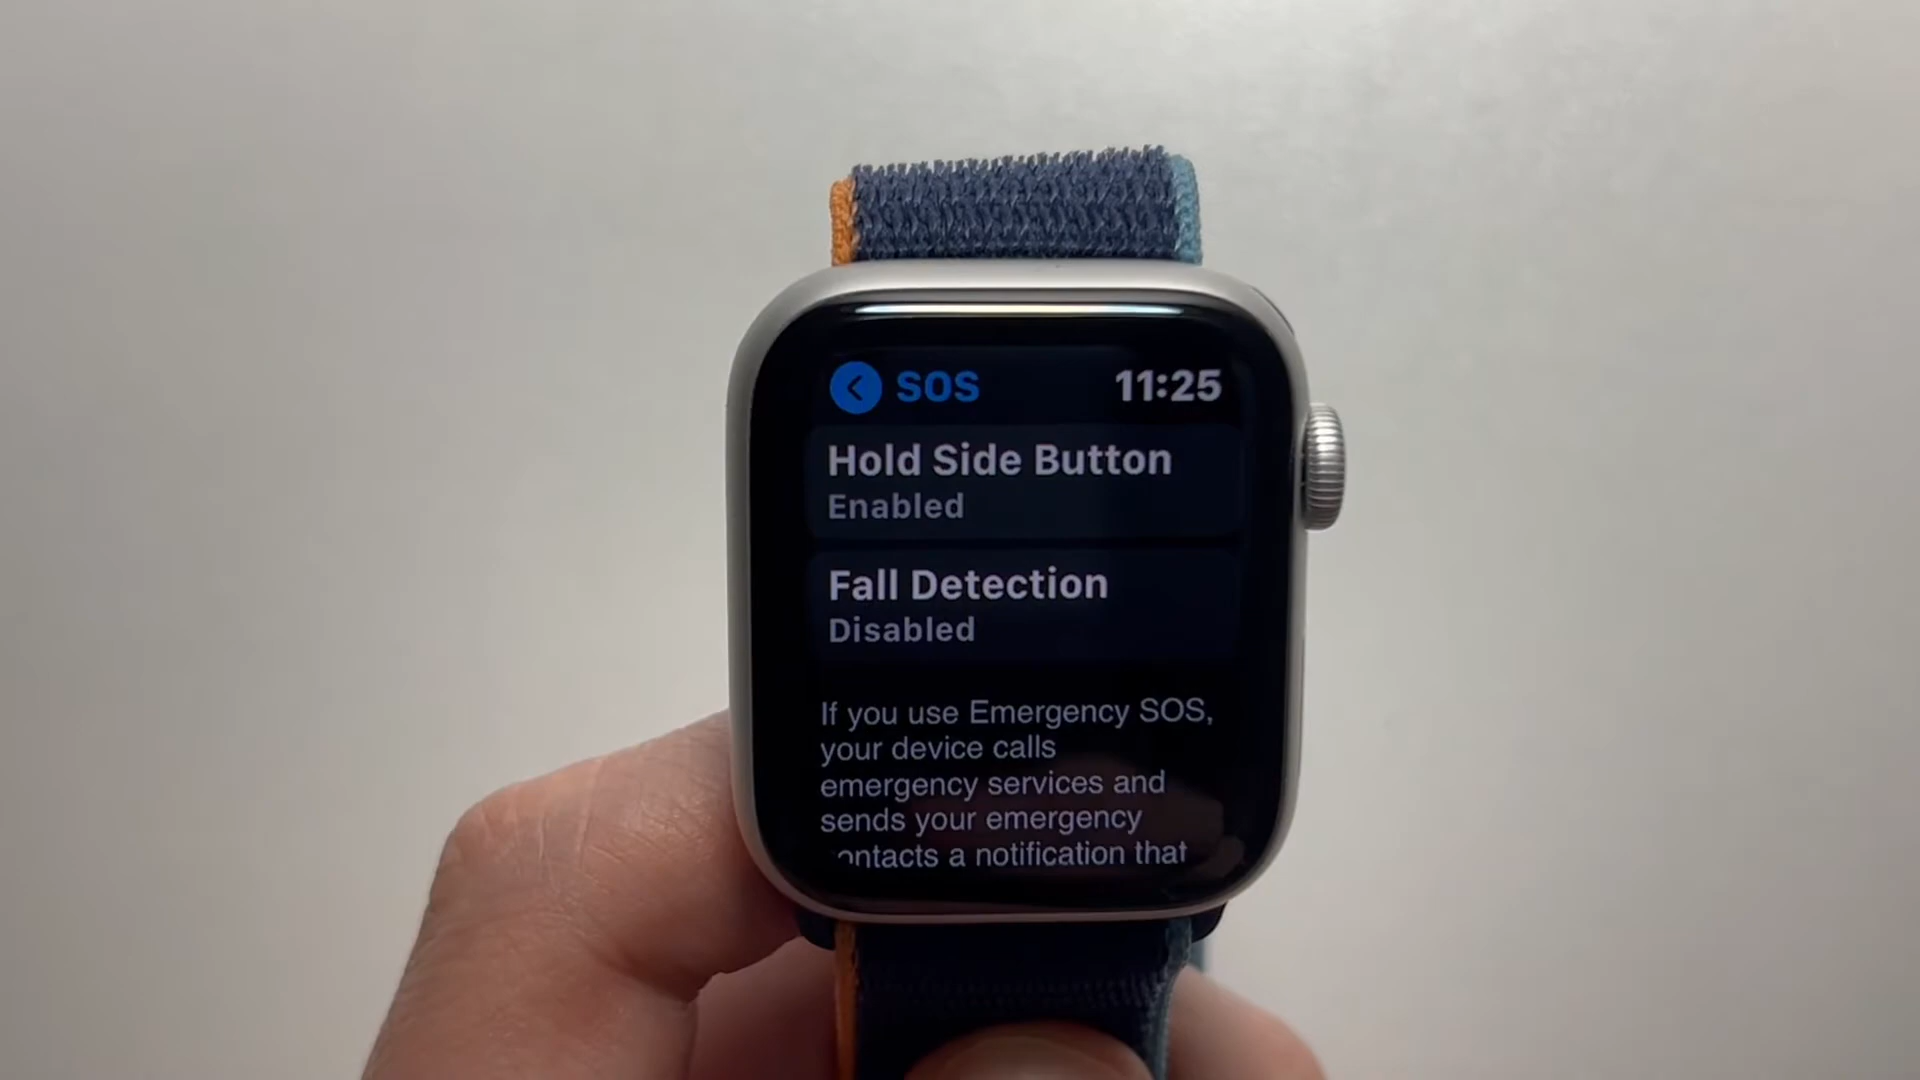 SOS
11:25
Hold Side Button
Enabled
Fall Detection
Disabled
If you use Emergency SOS,
your device calls
emergency services and
sends your emergency
contacts a notification that